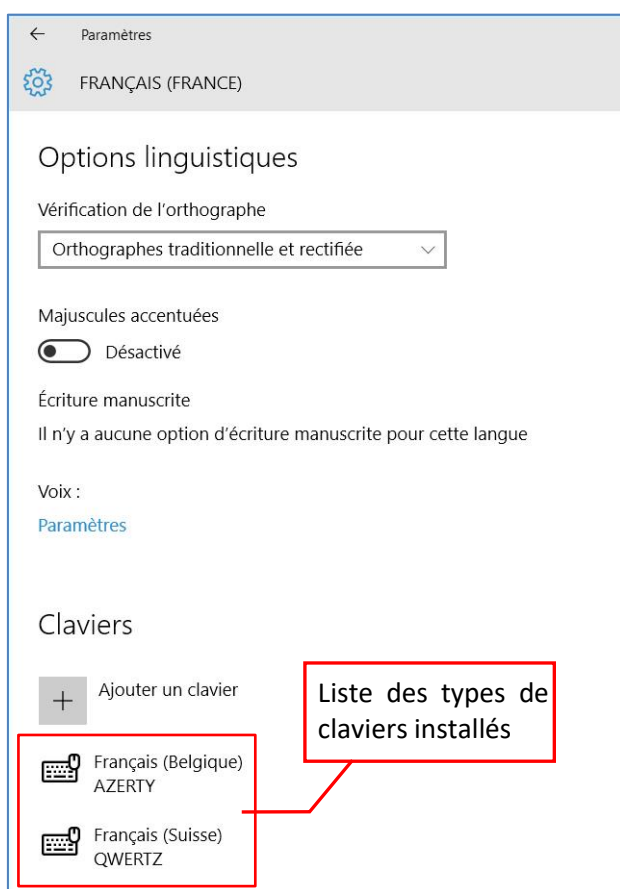 Paramètres
FRANÇAIS (FRANCE)
Options linguistiques
Vérification de l'orthographe
Orthographes traditionnelle et rectifiée
Majuscules accentuées
Désactivé
Écriture manuscrite
Il n'y a aucune option d'écriture manuscrite pour cette langue
Voix :
Paramètres
Claviers
Ajouter un clavier
Liste des types de
claviers installés
Français (Belgique)
AZERTY
Français (Suisse)
QWERTZ